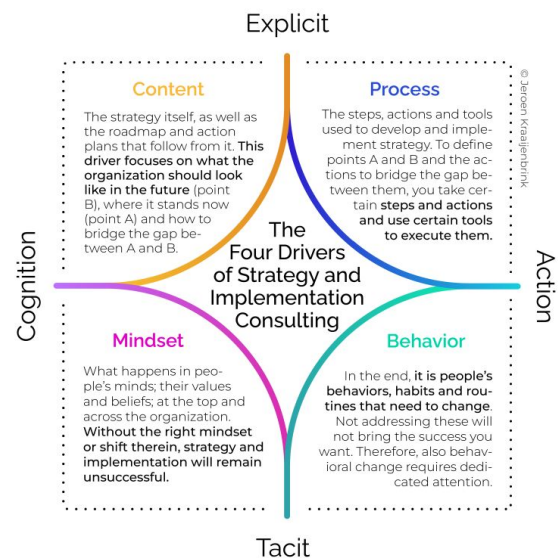 Explicit
Content
The strategy itself, as well as
the roadmap and action
plans that follow from it. This
driver focuses on what the
organization should look
like in the future (point
B), where it stands now
(point A) and how to
bridge the gap be-
tween A and B.
Process
The steps, actions and tools
used to develop and imple-
ment strategy. To define
points A and B and the ac-
tions to bridge the gap be-
tween them, you take cer-
tain steps and actions
and use certain tools
to execute them.
© Jeroen Kraaijenbrink
Cognition
The
Four Drivers
of Strategy and
Implementation
Consulting
Action
Mindset
What happens in peo-
ple's minds; their values
and beliefs; at the top and
across the organization.
Without the right mindset
or shift therein, strategy and
implementation will remain
unsuccessful.
Behavior
In the end, it is people's
behaviors, habits and rou-
tines that need to change.
Not addressing these will
not bring the success you
want. Therefore, also behav-
ioral change requires dedi-
cated attention.
Tacit